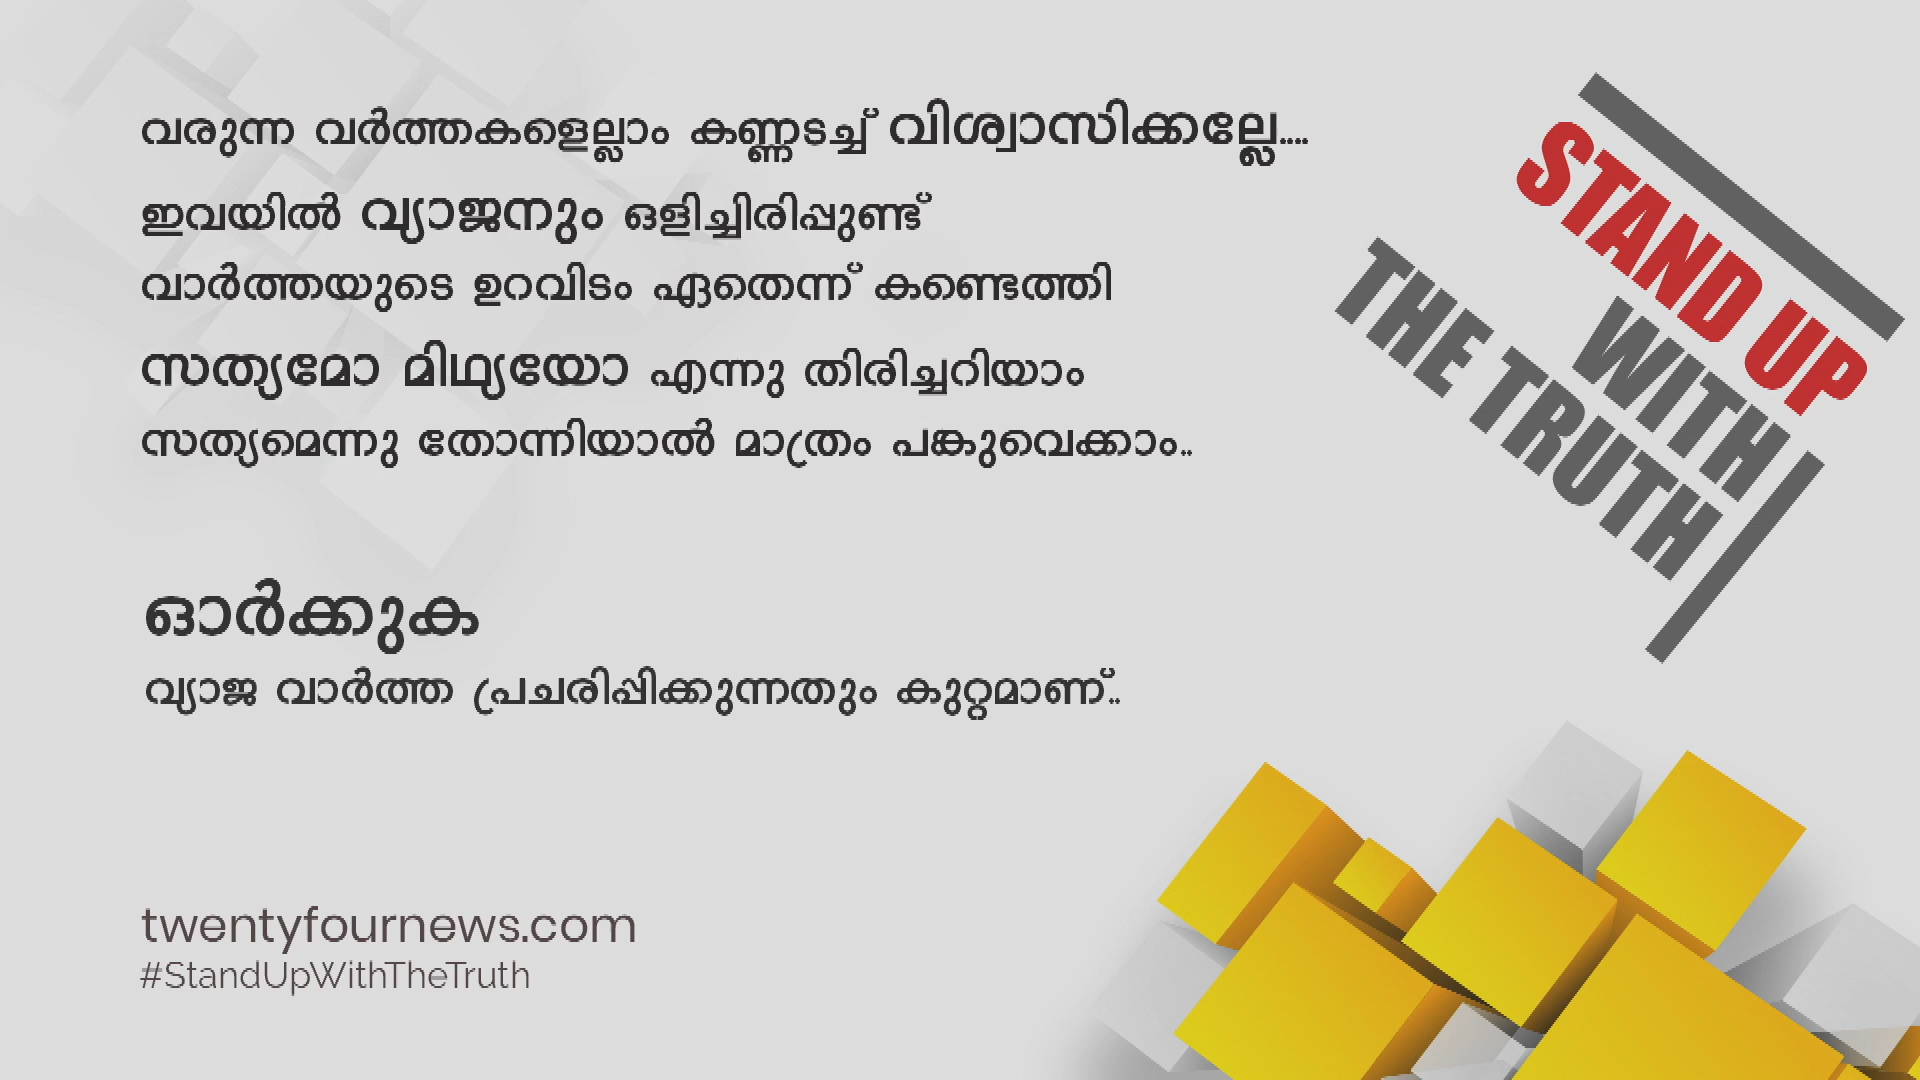 വരുന്ന വർത്തകളെല്ലാം കണ്ണടച്ച് വിശ്വാസിക്കല്ലേ....
ഇവയിൽ വ്യാജനും ഒളിച്ചിരിപ്പുണ്ട്
വാർത്തയുടെ ഉറവിടം ഏതെന്ന് കണ്ടെത്തി
സത്യമോ മിഥ്യയോ എന്നു തിരിച്ചറിയാം
സത്യമെന്നു തോന്നിയാൽ മാത്രം പങ്കുവെക്കാം..
ഓർക്കുക
വ്യാജ വാർത്ത പ്രചരിപ്പിക്കുന്നതും കുറ്റമാണ്..
STAND UP
WITH
THE TRUTH
twentyfournews.com
#StandUpWithTheTruth